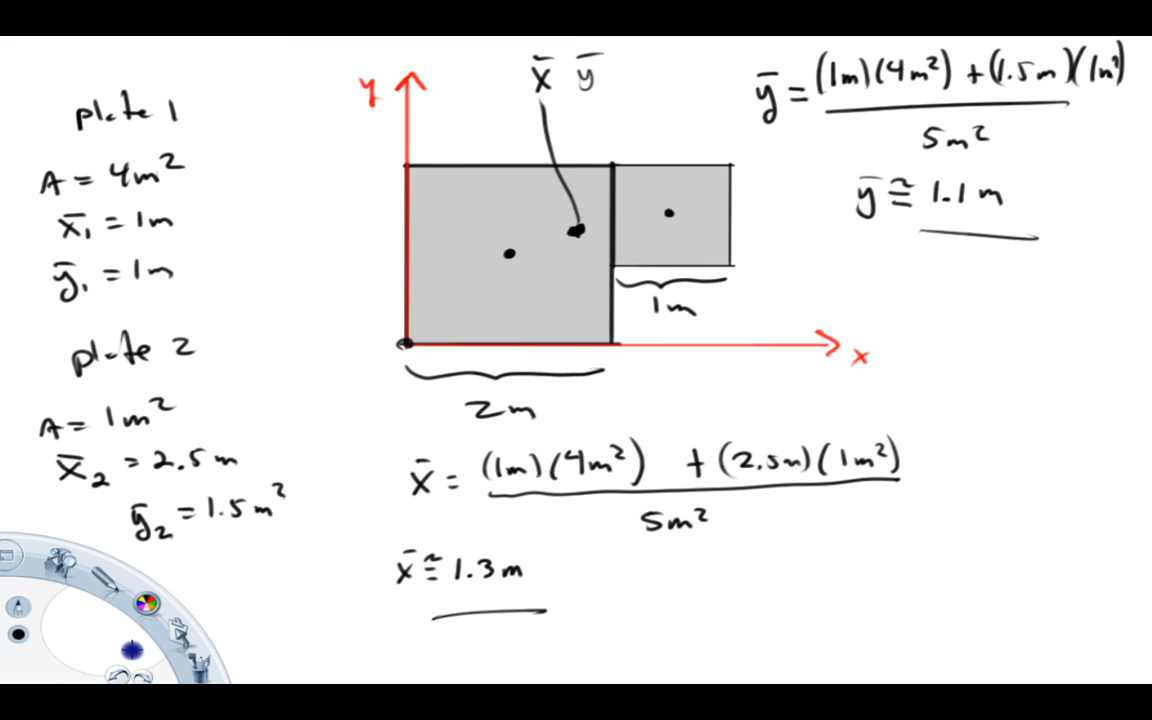 plate 1
A = 4m²
x̄₁ = 1m
ȳ₁ = 1m
plate 2
A = 1m²
x̄₂ = 2.5m
ȳ₂ = 1.5m²
y
x̄ ȳ
1m
x
2m
x̄ = (1m)(4m²) + (2.5m)(1m²)
5m²
x̄ ≅ 1.3m
ȳ = (1m)(4m²) + (1.5m)(1m²)
5m²
ȳ ≅ 1.1m